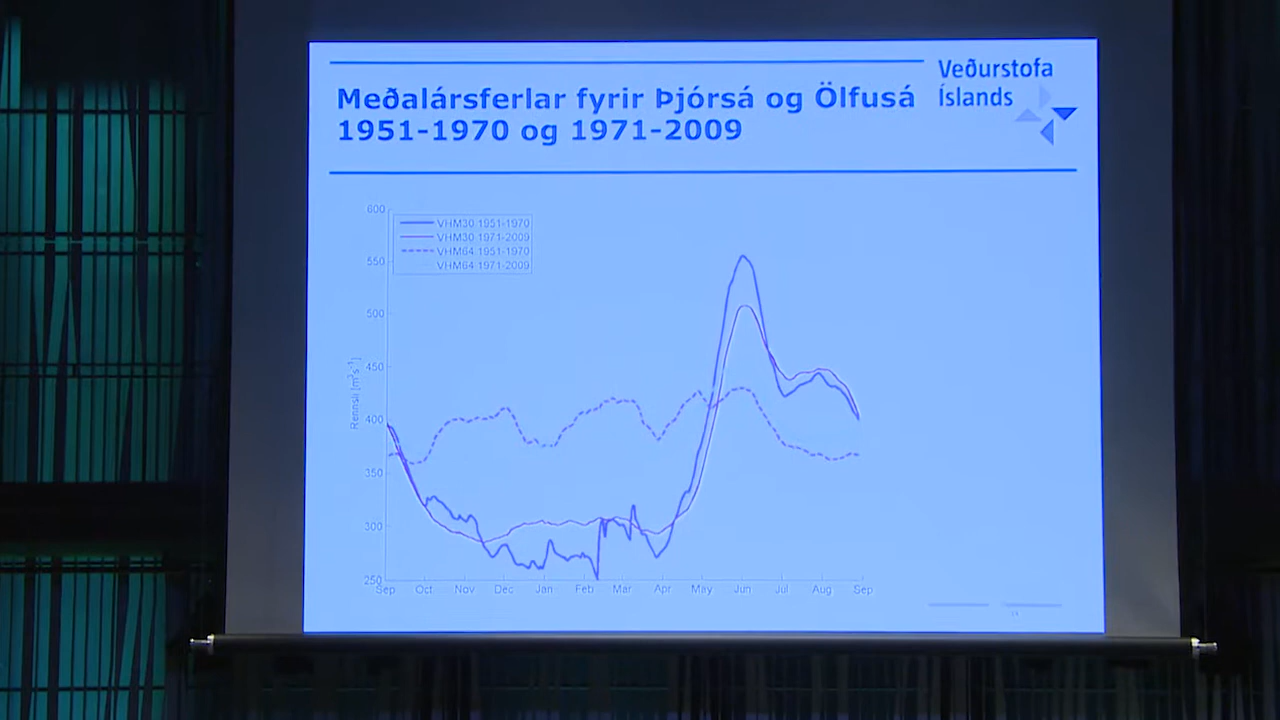 Meðalársferlar fyrir Þjórsá og Ölfusá
1951-1970 og 1971-2009
Veðurstofa
Íslands
600
550
500
450
400
350
300
250
Rennsli [m³s⁻¹]
VHM30 1951-1970
VHM30 1971-2009
VHM64 1951-1970
VHM64 1971-2009
Sep Oct Nov Dec Jan Feb Mar Apr May Jun Jul Aug Sep